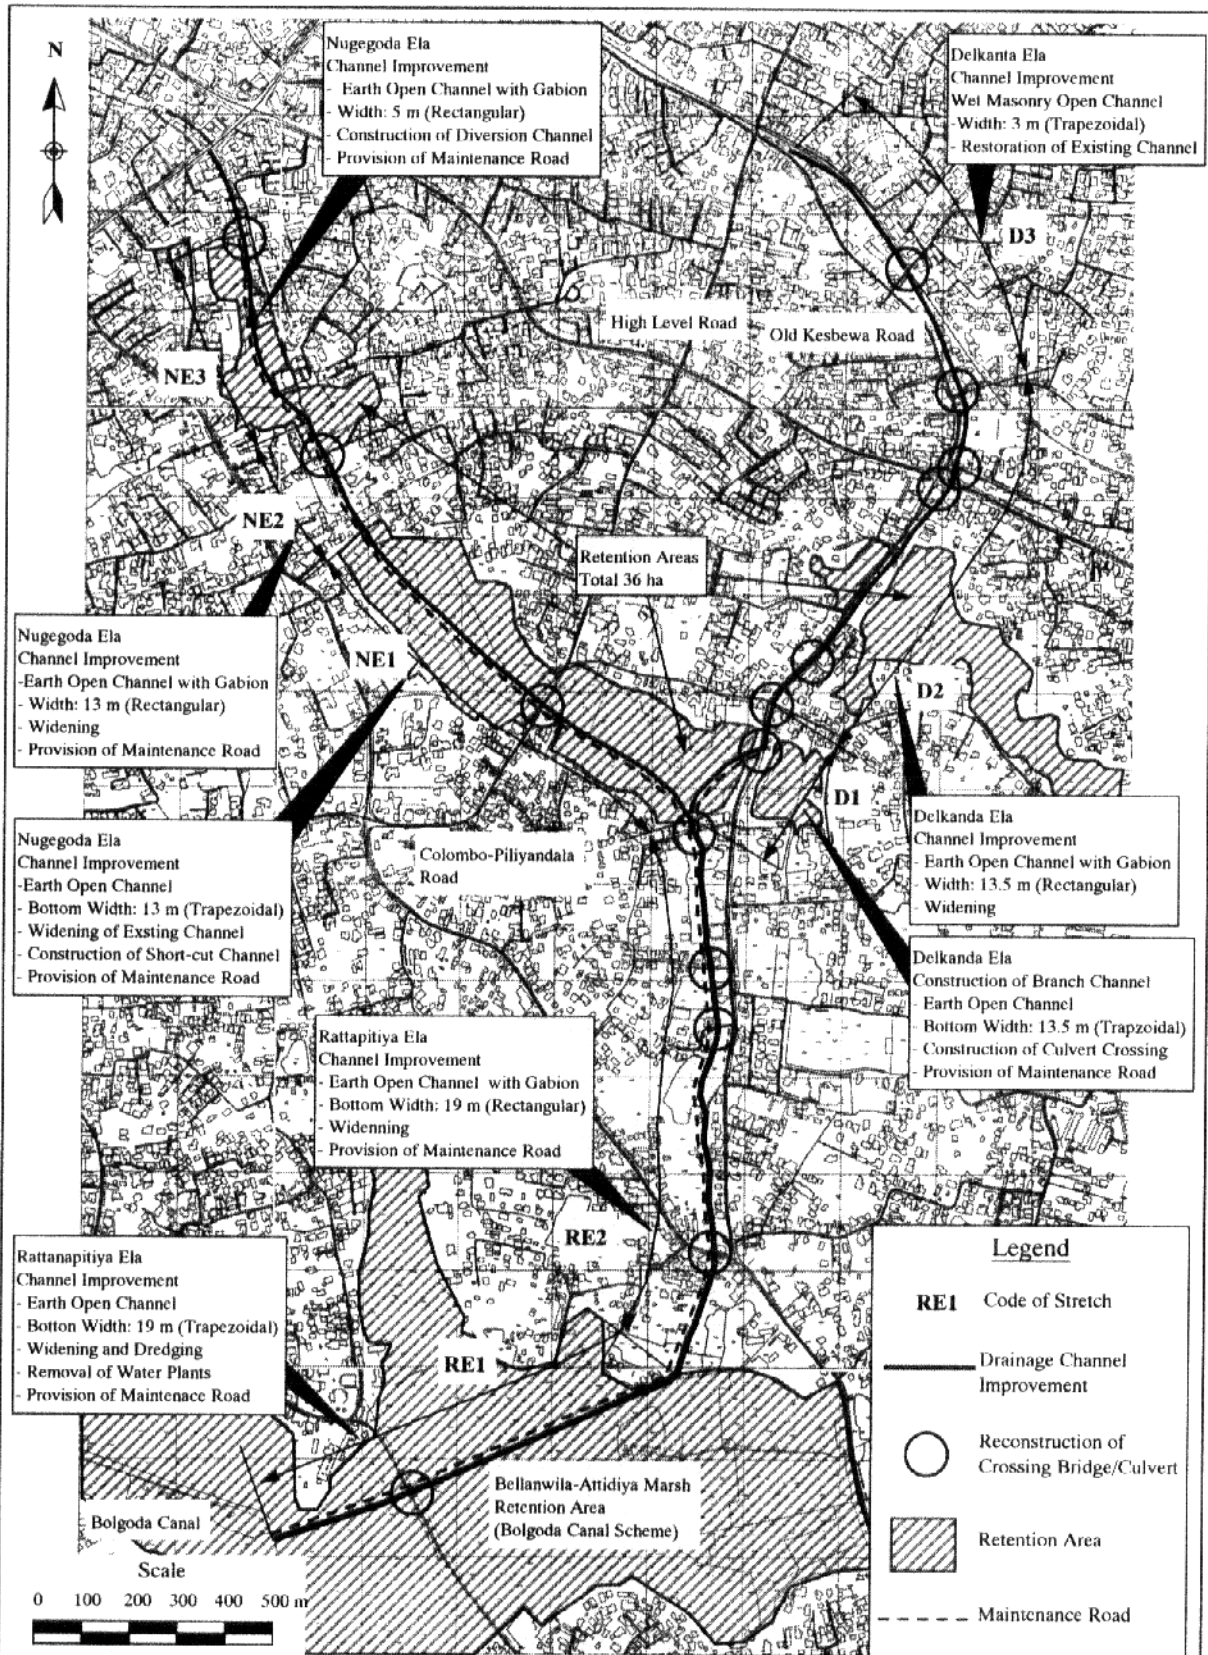 N
Nugegoda Ela
Channel Improvement
- Earth Open Channel with Gabion
- Width: 5 m (Rectangular)
- Construction of Diversion Channel
- Provision of Maintenance Road
Delkanta Ela
Channel Improvement
Wet Masonry Open Channel
-Width: 3 m (Trapezoidal)
- Restoration of Existing Channel
D3
High Level Road
Old Kesbewa Road
NE3
NE2
Retention Areas
Total 36 ha
Nugegoda Ela
Channel Improvement
-Earth Open Channel with Gabion
- Width: 13 m (Rectangular)
- Widening
- Provision of Maintenance Road
NE1
D2
D1
Delkanda Ela
Channel Improvement
- Earth Open Channel with Gabion
- Width: 13.5 m (Rectangular)
- Widening
Nugegoda Ela
Channel Improvement
-Earth Open Channel
- Bottom Width: 13 m (Trapezoidal)
- Widening of Exsting Channel
- Construction of Short-cut Channel
- Provision of Maintenance Road
Colombo-Piliyandala
Road
Delkanda Ela
Construction of Branch Channel
- Earth Open Channel
- Bottom Width: 13.5 m (Trapzoidal)
- Construction of Culvert Crossing
- Provision of Maintenance Road
Rattapitiya Ela
Channel Improvement
- Earth Open Channel with Gabion
- Bottom Width: 19 m (Rectangular)
- Widenning
- Provision of Maintenance Road
RE2
Rattanapitiya Ela
Channel Improvement
- Earth Open Channel
- Botton Width: 19 m (Trapezoidal)
- Widening and Dredging
- Removal of Water Plants
- Provision of Maintenace Road
RE1
Bellanwila-Attidiya Marsh
Retention Area
(Bolgoda Canal Scheme)
Bolgoda Canal
Scale
0 100 200 300 400 500 m
Legend
RE1 Code of Stretch
Drainage Channel
Improvement
Reconstruction of
Crossing Bridge/Culvert
Retention Area
Maintenance Road